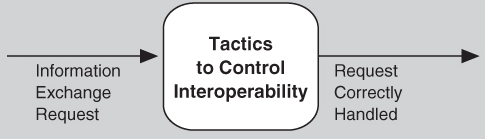 Information
Exchange
Request
Tactics
to Control
Interoperability
Request
Correctly
Handled